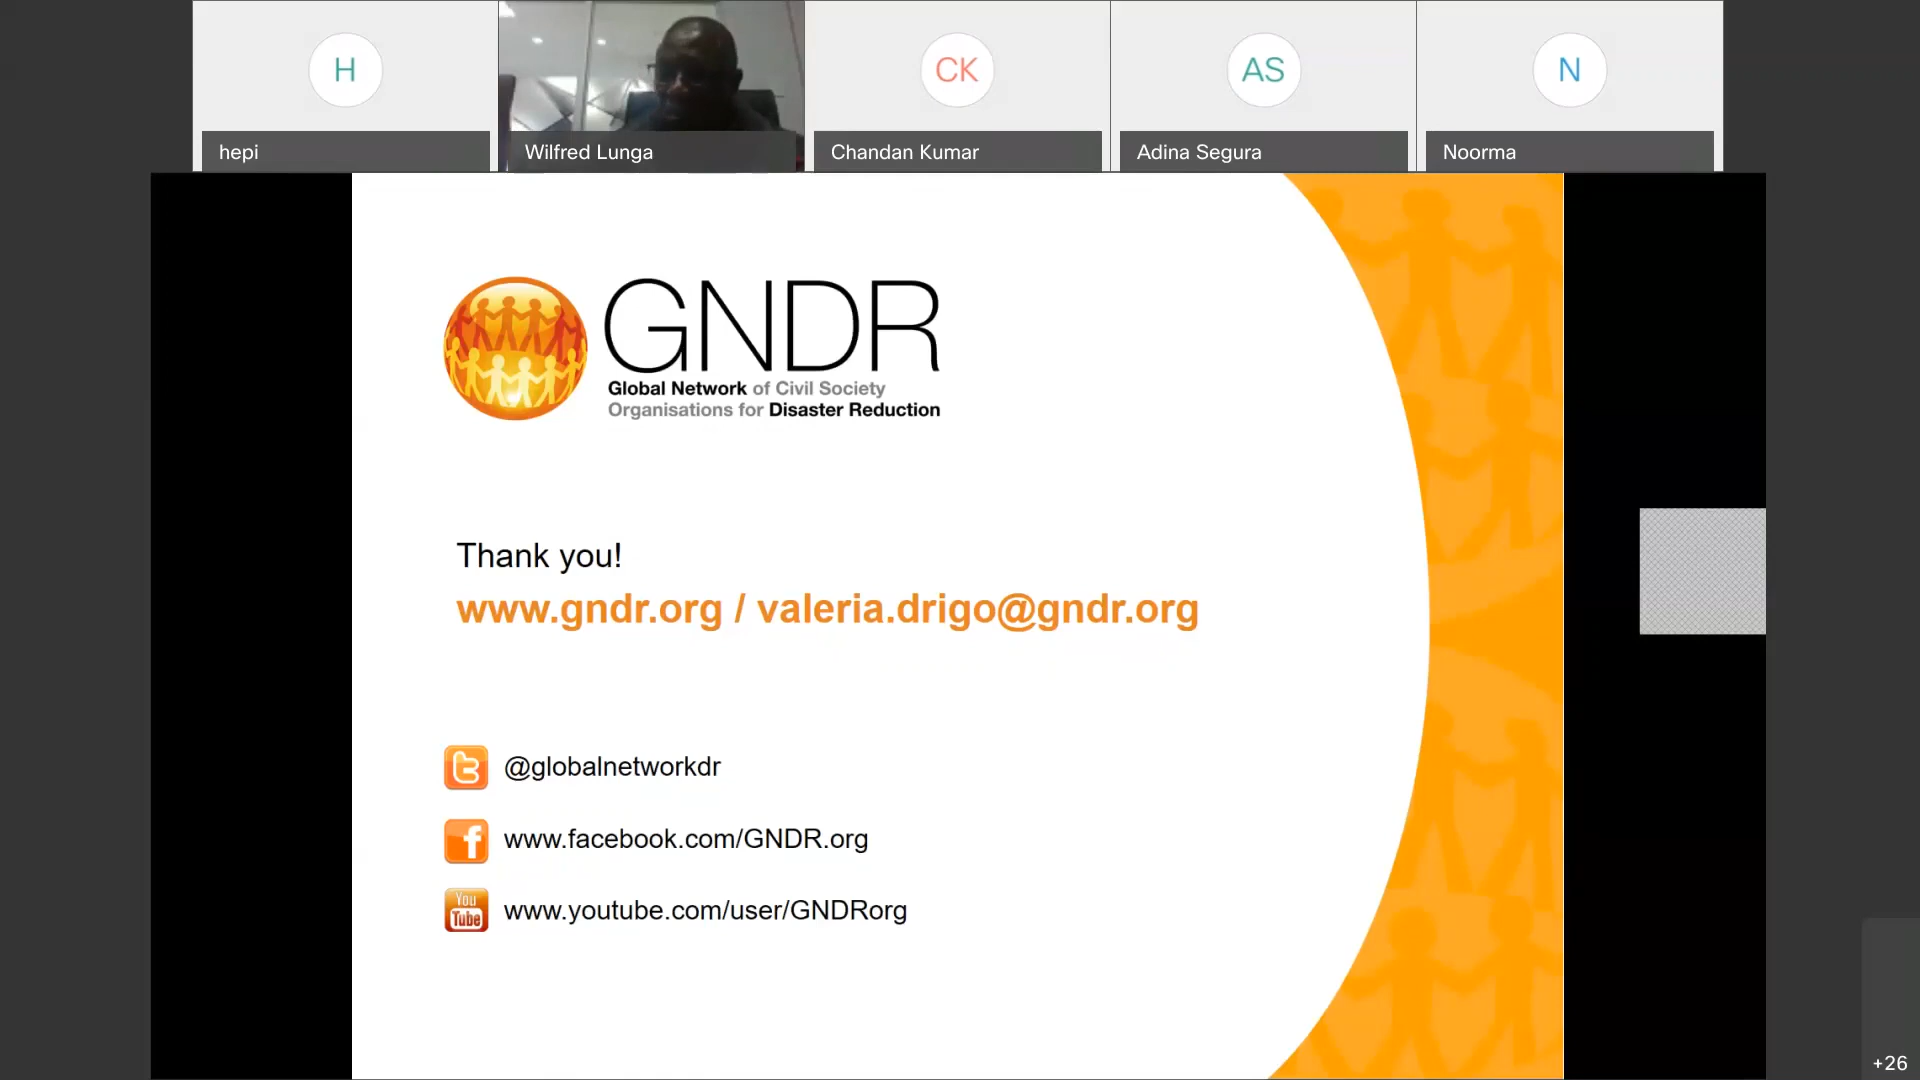 H
CK
AS
N
hepi
Wilfred Lunga
Chandan Kumar
Adina Segura
Noorma
GNDR
Global Network of Civil Society
Organisations for Disaster Reduction
Thank you!
www.gndr.org / valeria.drigo@gndr.org
t @globalnetworkdr
f www.facebook.com/GNDR.org
You
Tube
www.youtube.com/user/GNDRorg
+26